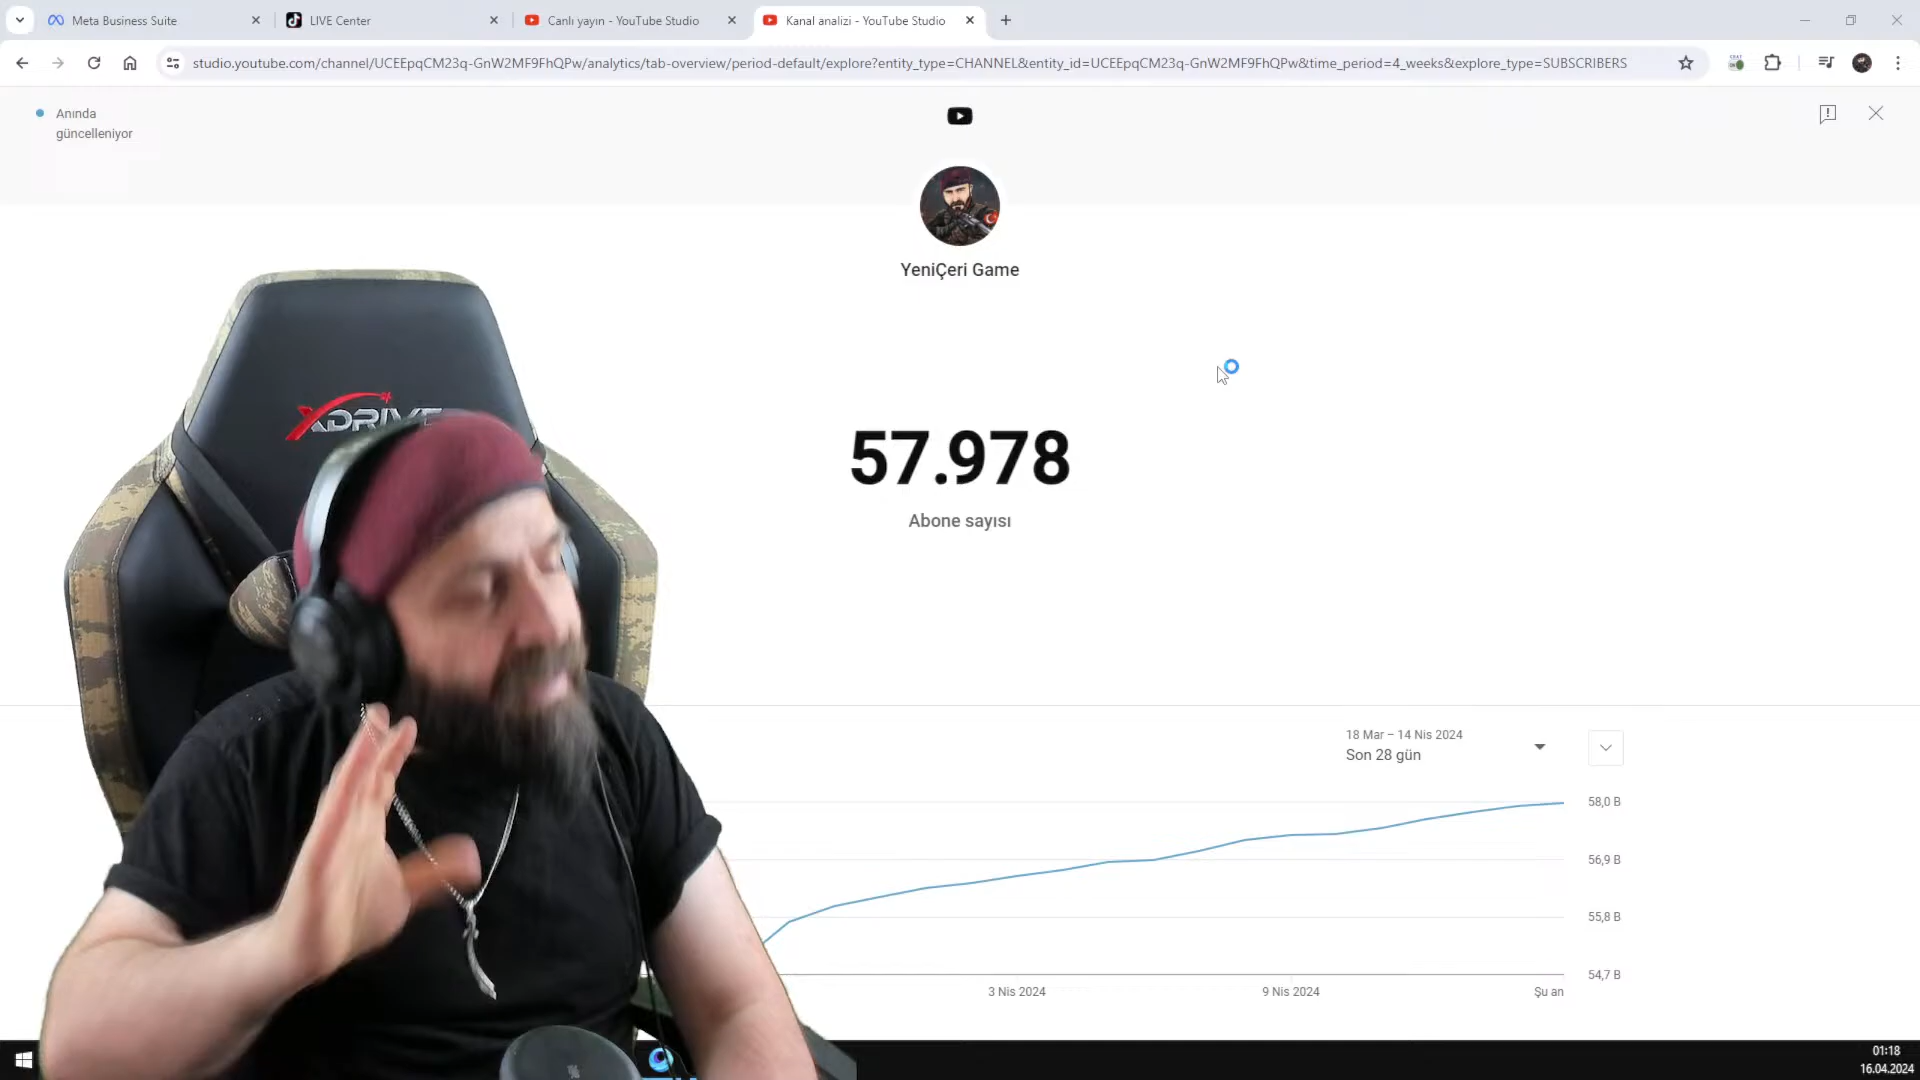 Meta Business Suite
LIVE Center
Canlı yayın - YouTube Studio
Kanal analizi - YouTube Studio
studio.youtube.com/channel/UCEEpqCM23q-GnW2MF9FhQPw/analytics/tab-overview/period-default/explore?entity_type=CHANNEL&entity_id=UCEEpqCM23q-GnW2MF9FhQPw&time_period=4_weeks&explore_type=SUBSCRIBERS
Anında
güncelleniyor
YeniÇeri Game
XDRIVE
57.978
Abone sayısı
18 Mar – 14 Nis 2024
Son 28 gün
58,0 B
56,9 B
55,8 B
54,7 B
3 Nis 2024
9 Nis 2024
Şu an
01:18
16.04.2024